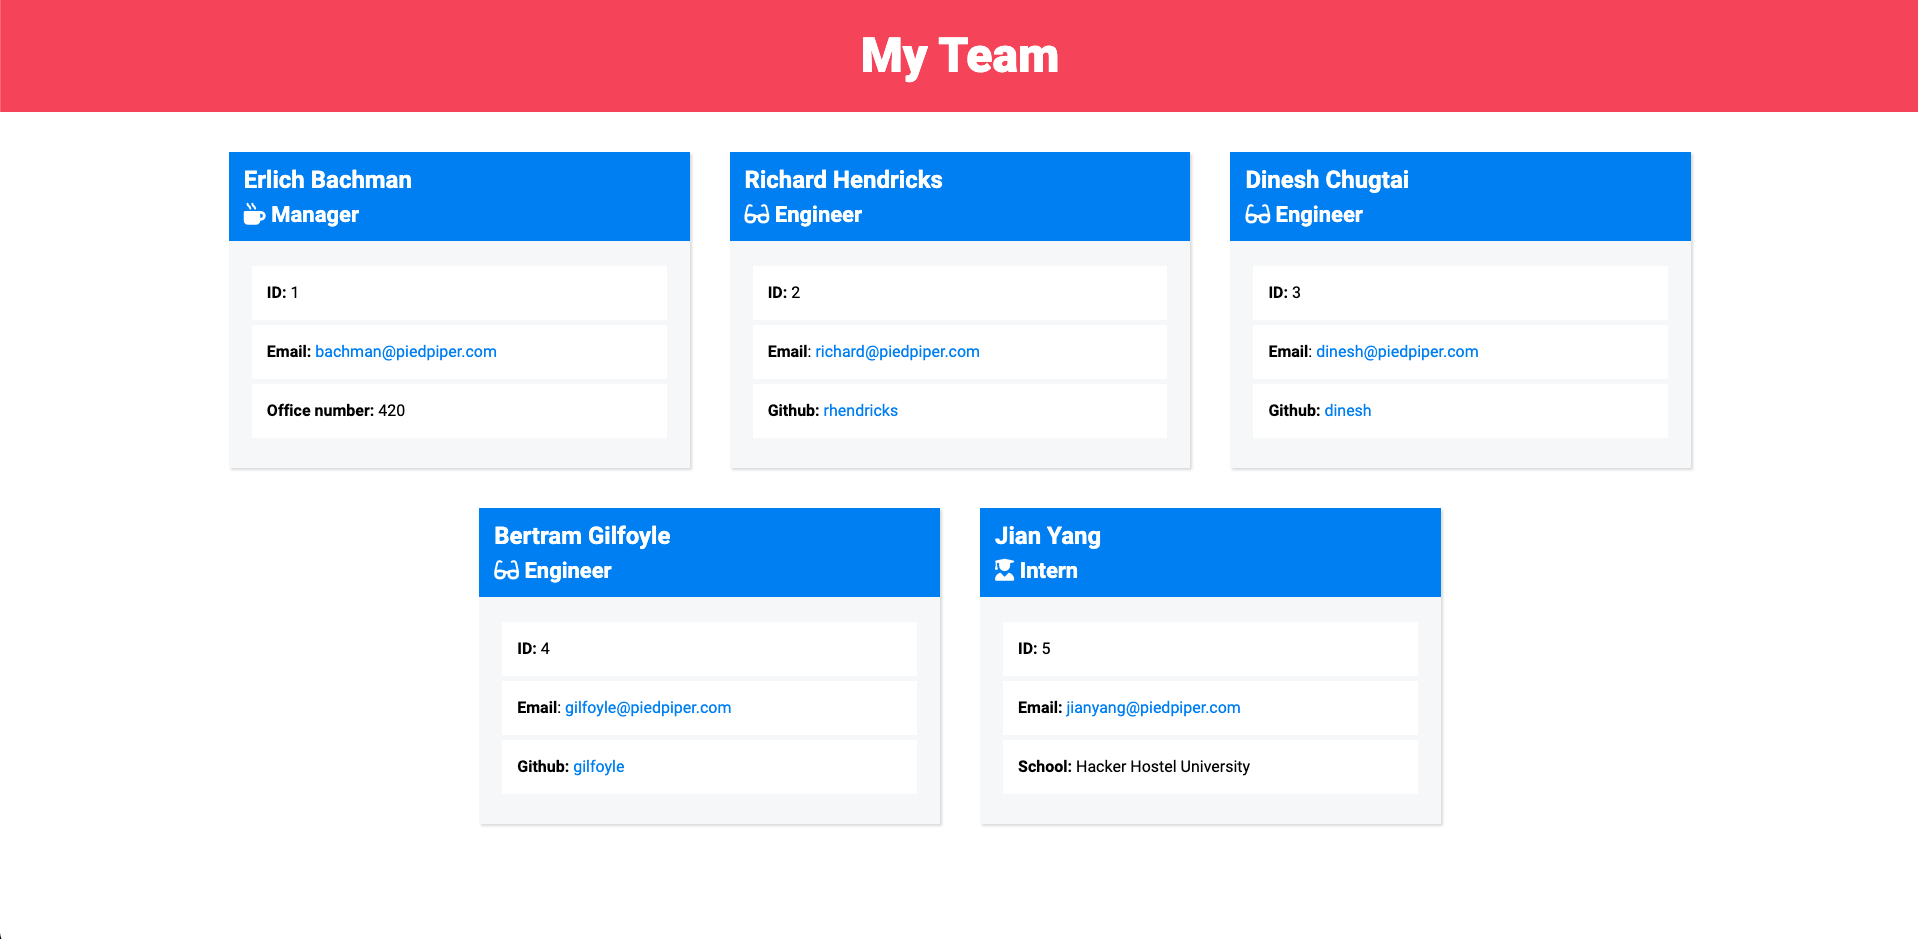 My Team
Erlich Bachman
Manager
ID: 1
Email: bachman@piedpiper.com
Office number: 420
Richard Hendricks
Engineer
ID: 2
Email: richard@piedpiper.com
Github: rhendricks
Dinesh Chugtai
Engineer
ID: 3
Email: dinesh@piedpiper.com
Github: dinesh
Bertram Gilfoyle
Engineer
ID: 4
Email: gilfoyle@piedpiper.com
Github: gilfoyle
Jian Yang
Intern
ID: 5
Email: jianyang@piedpiper.com
School: Hacker Hostel University